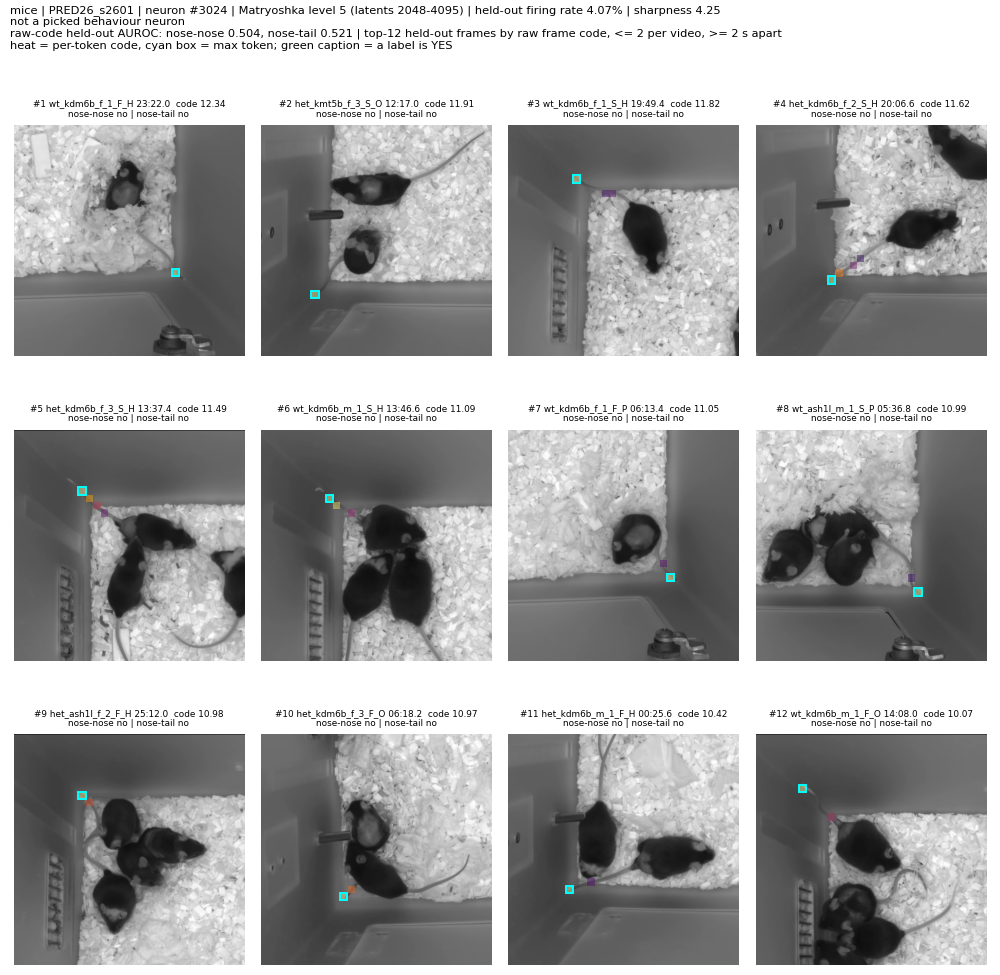 mice | PRED26_s2601 | neuron #3024 | Matryoshka level 5 (latents 2048-4095) | held-out firing rate 4.07% | sharpness 4.25
not a picked behaviour neuron
raw-code held-out AUROC: nose-nose 0.504, nose-tail 0.521 | top-12 held-out frames by raw frame code, <= 2 per video, >= 2 s apart
heat = per-token code, cyan box = max token; green caption = a label is YES
#1 wt_kdm6b_f_1_F_H 23:22.0 code 12.34
nose-nose no | nose-tail no
#2 het_kmt5b_f_3_S_O 12:17.0 code 11.91
nose-nose no | nose-tail no
#3 wt_kdm6b_f_1_S_H 19:49.4 code 11.82
nose-nose no | nose-tail no
#4 het_kdm6b_f_2_S_H 20:06.6 code 11.62
nose-nose no | nose-tail no
#5 het_kdm6b_f_3_S_H 13:37.4 code 11.49
nose-nose no | nose-tail no
#6 wt_kdm6b_m_1_S_H 13:46.6 code 11.09
nose-nose no | nose-tail no
#7 wt_kdm6b_f_1_F_P 06:13.4 code 11.05
nose-nose no | nose-tail no
#8 wt_ash1l_m_1_S_P 05:36.8 code 10.99
nose-nose no | nose-tail no
#9 het_ash1l_f_2_F_H 25:12.0 code 10.98
nose-nose no | nose-tail no
#10 het_kdm6b_f_3_F_O 06:18.2 code 10.97
nose-nose no | nose-tail no
#11 het_kdm6b_m_1_F_H 00:25.6 code 10.42
nose-nose no | nose-tail no
#12 wt_kdm6b_m_1_F_O 14:08.0 code 10.07
nose-nose no | nose-tail no